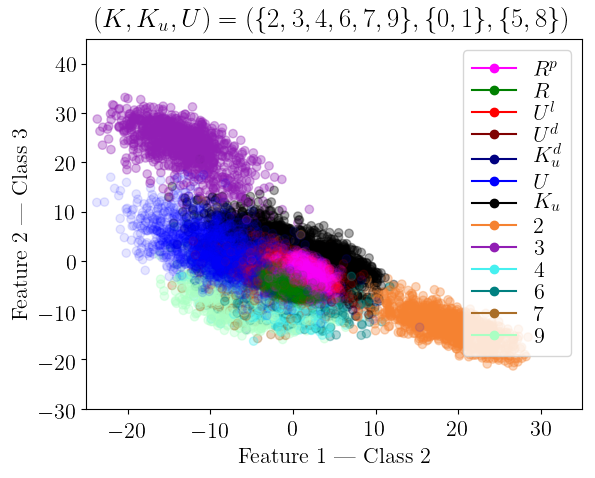 (K, K_u, U) = ({2, 3, 4, 6, 7, 9}, {0, 1}, {5, 8})
Feature 2 — Class 3
40
30
20
10
0
−10
−20
−30
−20
−10
0
10
20
30
Feature 1 — Class 2
R^p
R
U^l
U^d
K_u^d
U
K_u
2
3
4
6
7
9